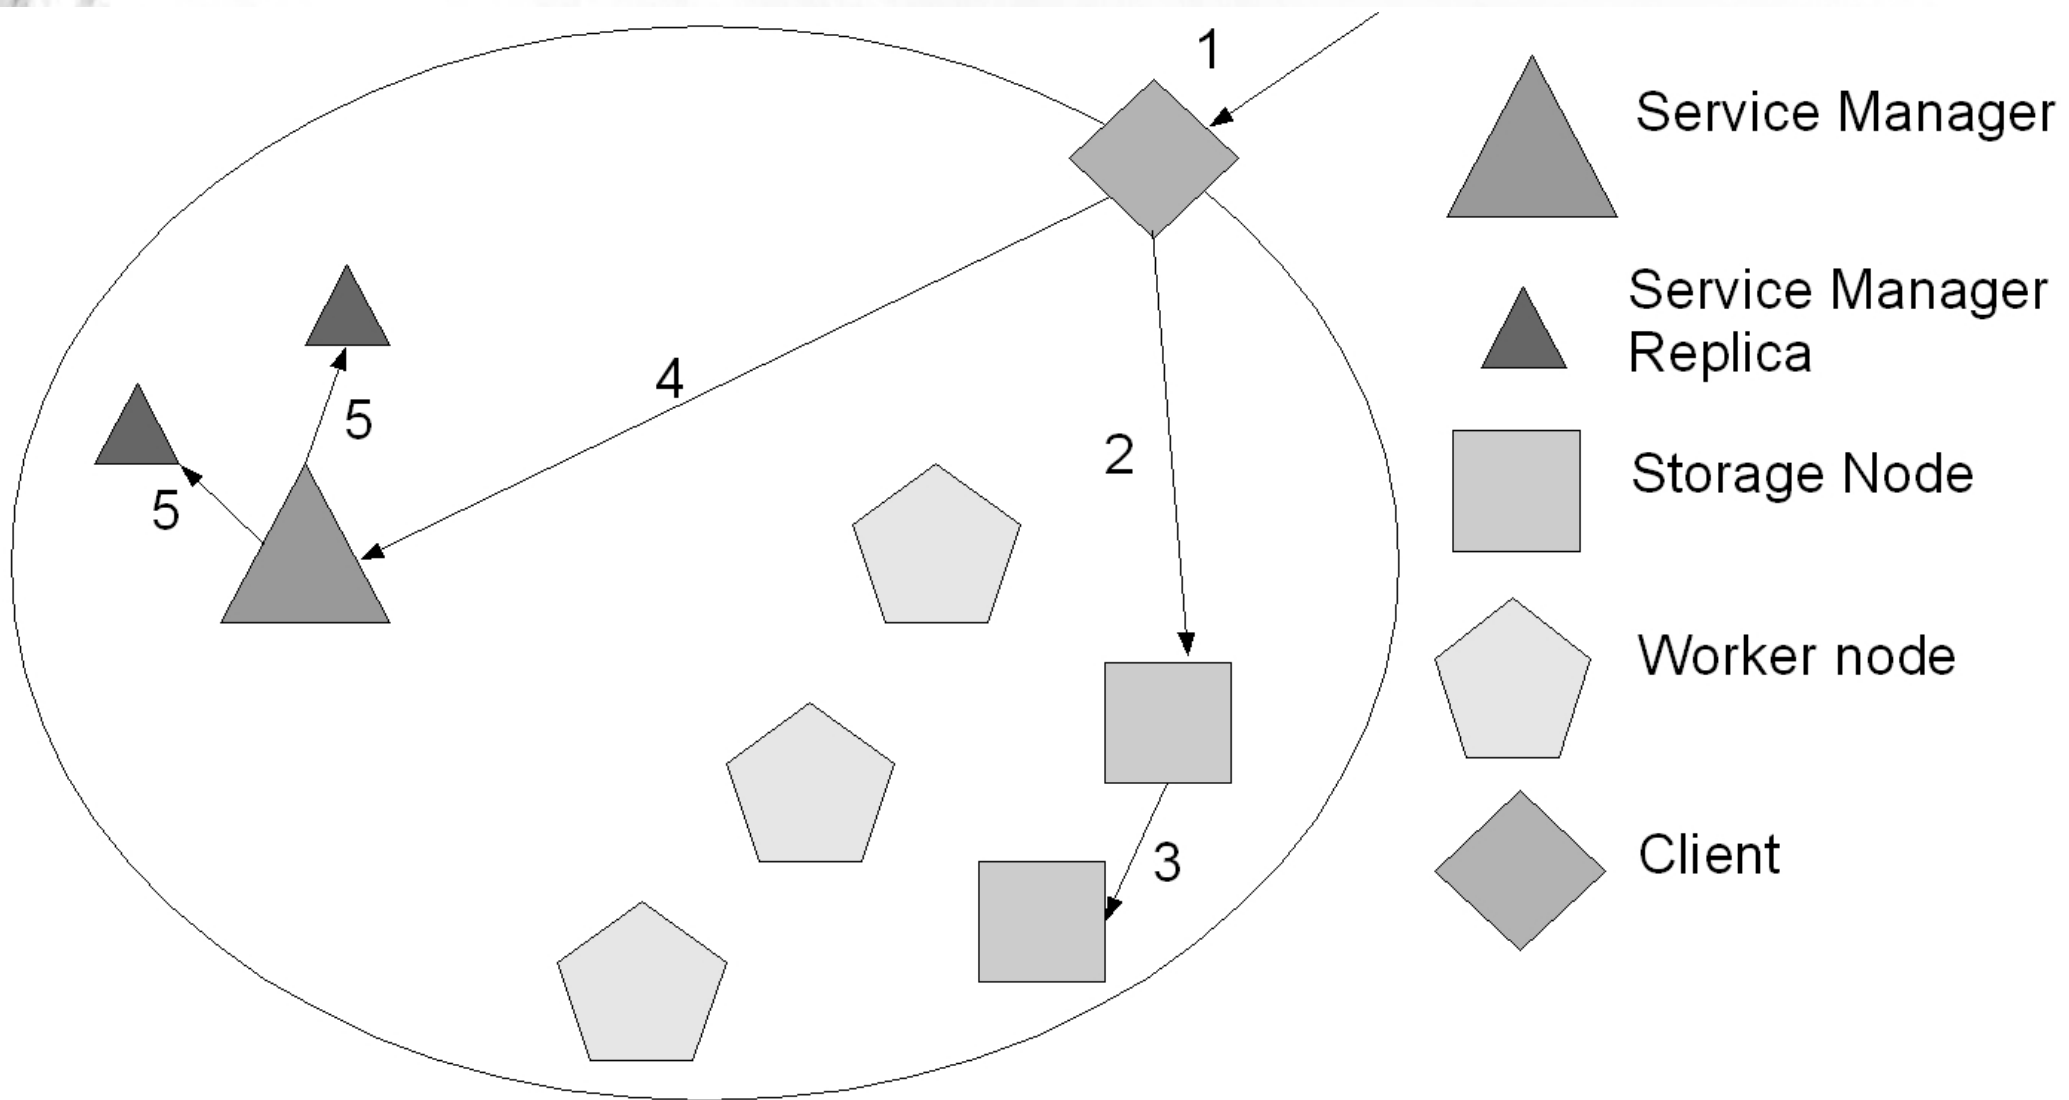 1
Service Manager
Service Manager
Replica
4
5
2
Storage Node
5
Worker node
3
Client